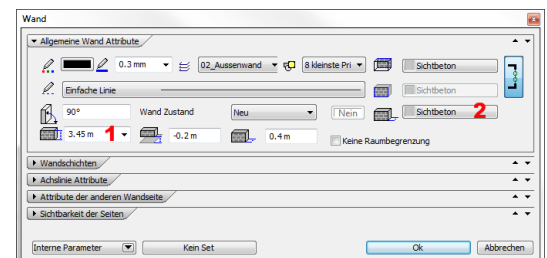 Wand
Allgemeine Wand Attribute
0.3 mm 02_Aussenwand 8 kleinste Pri Sichtbeton
Einfache Linie Sichtbeton
90° Wand Zustand Neu Nein Sichtbeton 2
3.45 m 1 -0.2 m 0.4 m Keine Raumbegrenzung
Wandschichten
Achslinie Attribute
Attribute der anderen Wandseite
Sichtbarkeit der Seiten
Interne Parameter Kein Set Ok Abbrechen